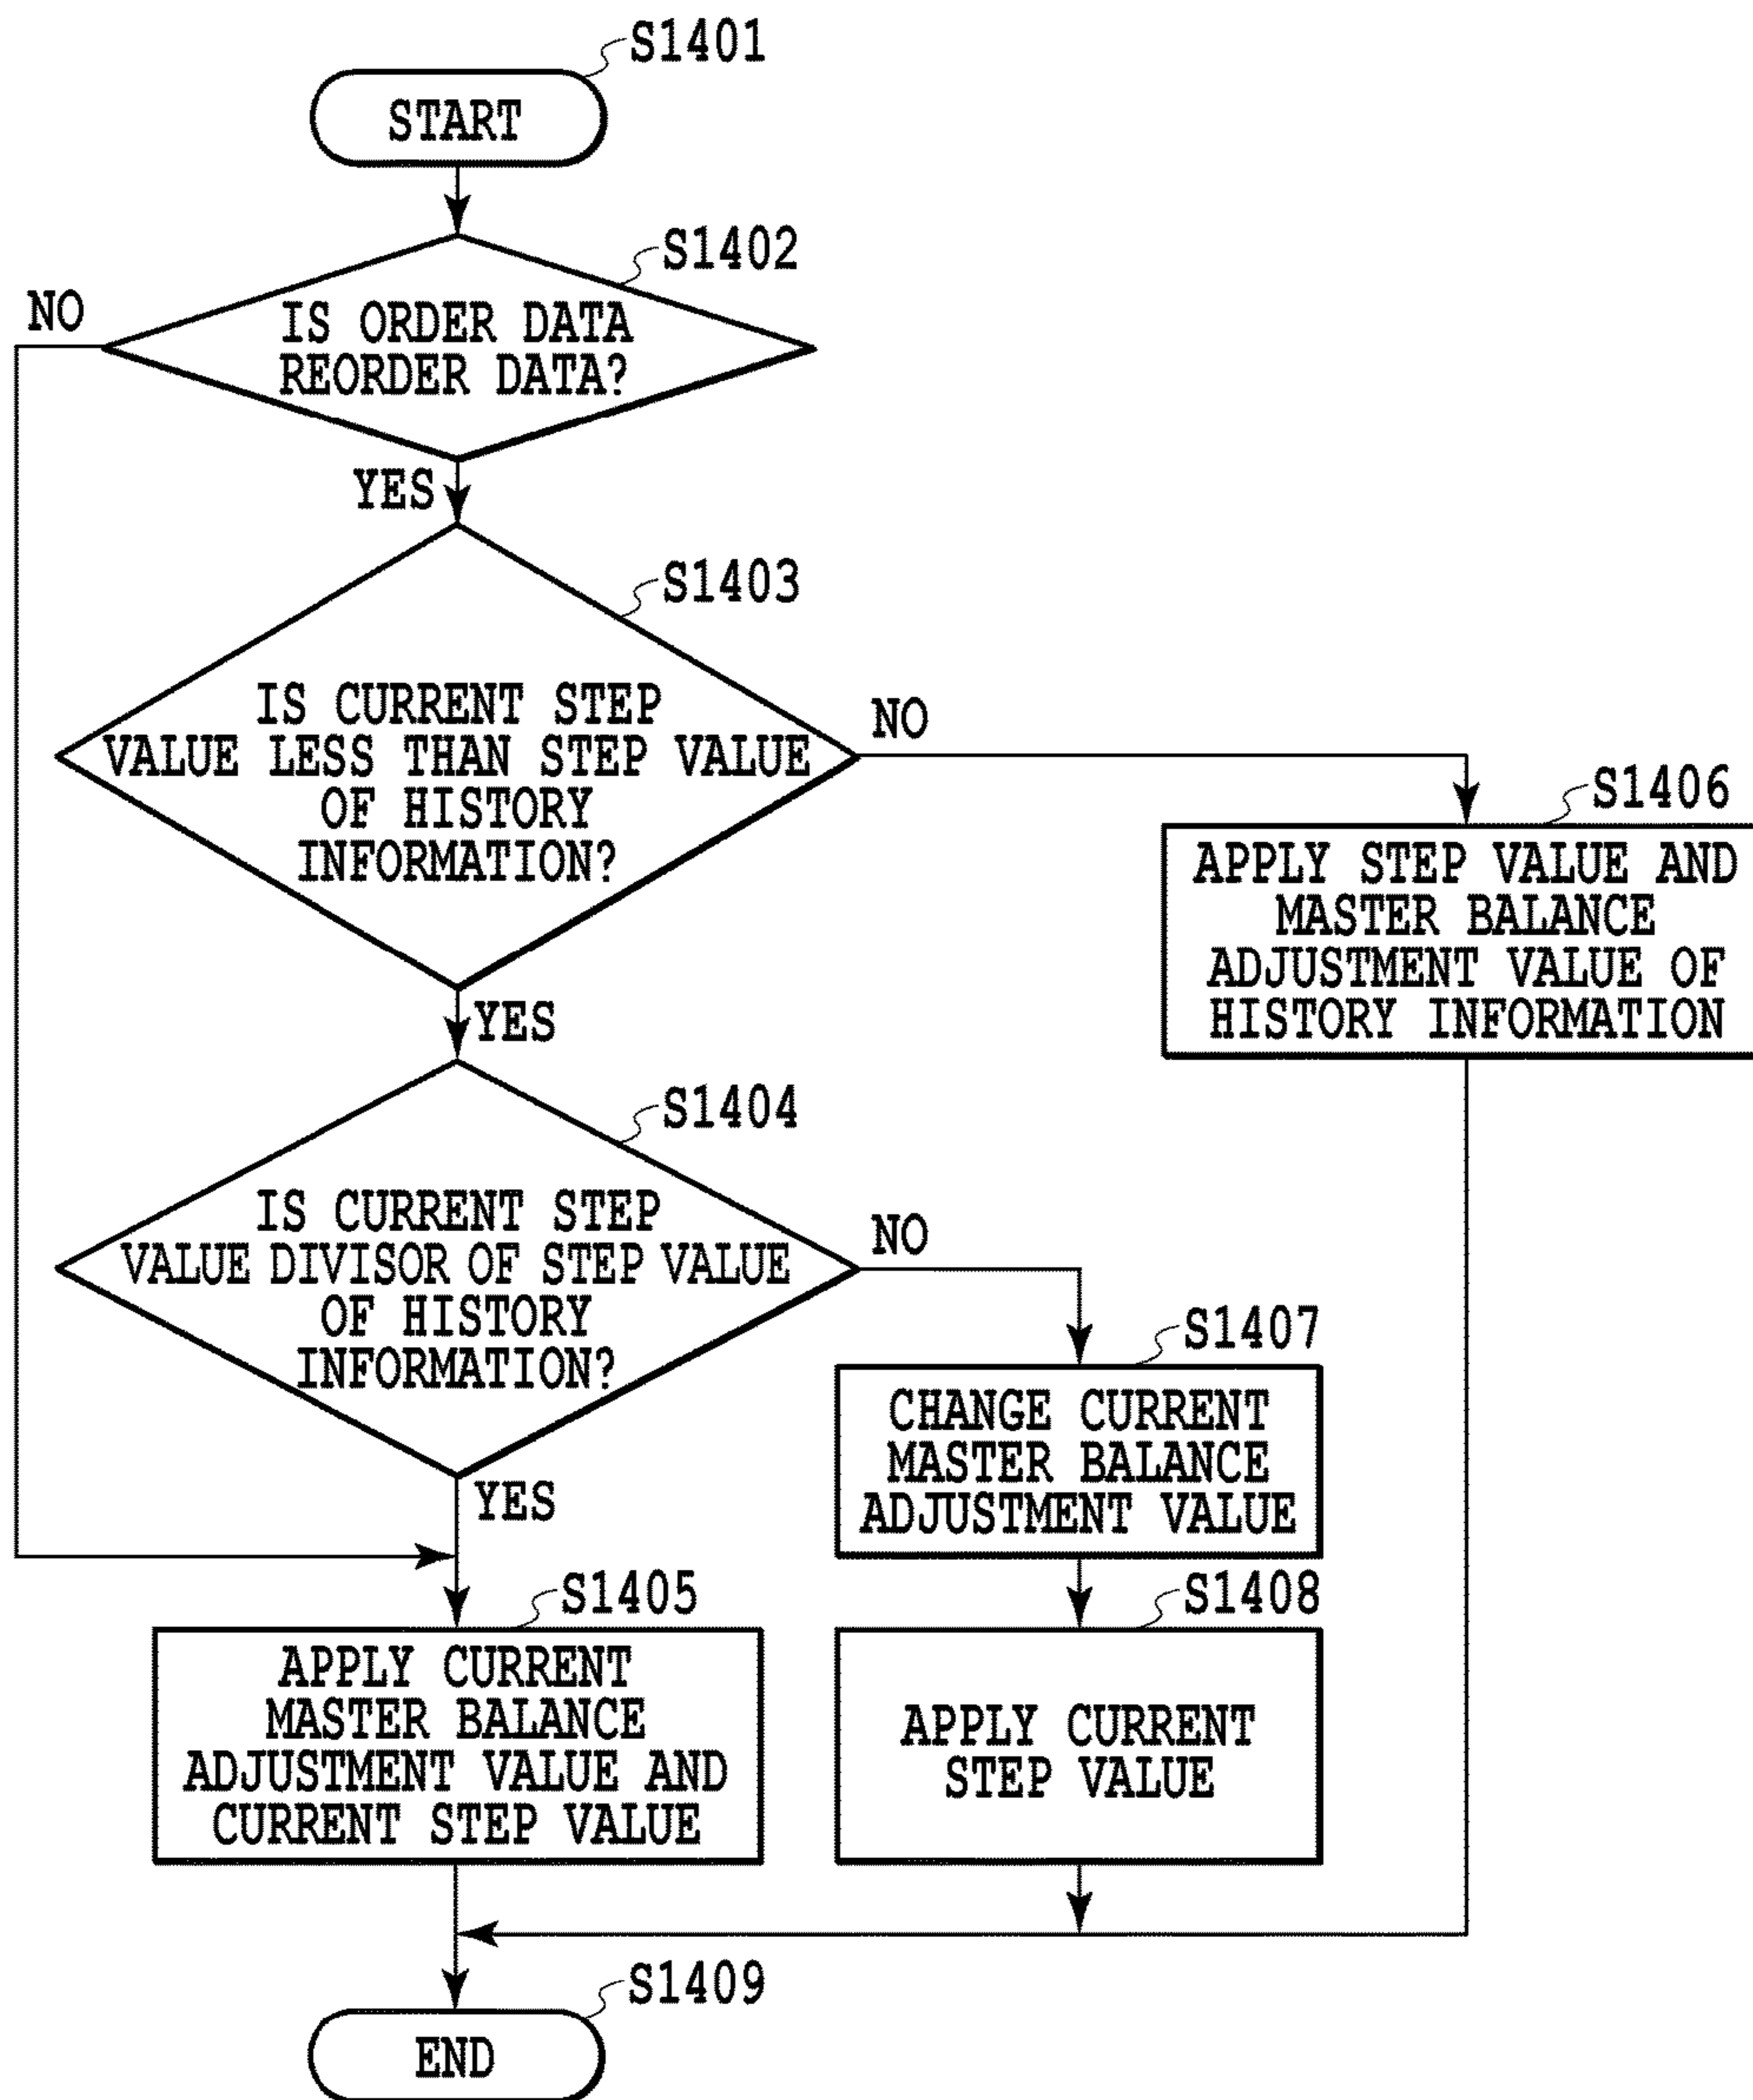 S1401
START
S1402
NO
IS ORDER DATA
REORDER DATA?
YES
S1403
IS CURRENT STEP
VALUE LESS THAN STEP VALUE
OF HISTORY
INFORMATION?
NO
S1406
APPLY STEP VALUE AND
MASTER BALANCE
ADJUSTMENT VALUE OF
HISTORY INFORMATION
YES
S1404
IS CURRENT STEP
VALUE DIVISOR OF STEP VALUE
OF HISTORY
INFORMATION?
NO
S1407
CHANGE CURRENT
MASTER BALANCE
ADJUSTMENT VALUE
YES
S1405
APPLY CURRENT
MASTER BALANCE
ADJUSTMENT VALUE AND
CURRENT STEP VALUE
S1408
APPLY CURRENT
STEP VALUE
S1409
END